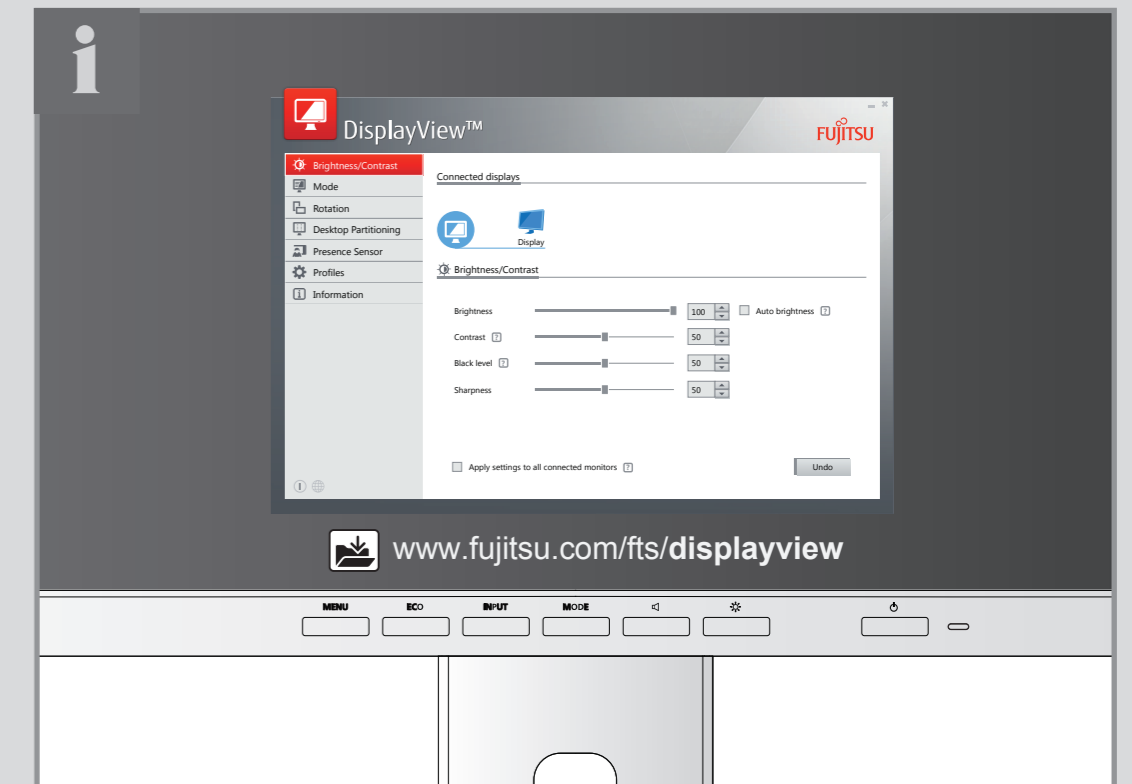 i
DisplayView™
FUJITSU
Brightness/Contrast
Mode
Rotation
Desktop Partitioning
Presence Sensor
Profiles
Information
Connected displays
Display
Brightness/Contrast
Brightness 100 Auto brightness ?
Contrast ? 50
Black level ? 50
Sharpness 50
Apply settings to all connected monitors ?
Undo
www.fujitsu.com/fts/displayview
MENU ECO INPUT MODE